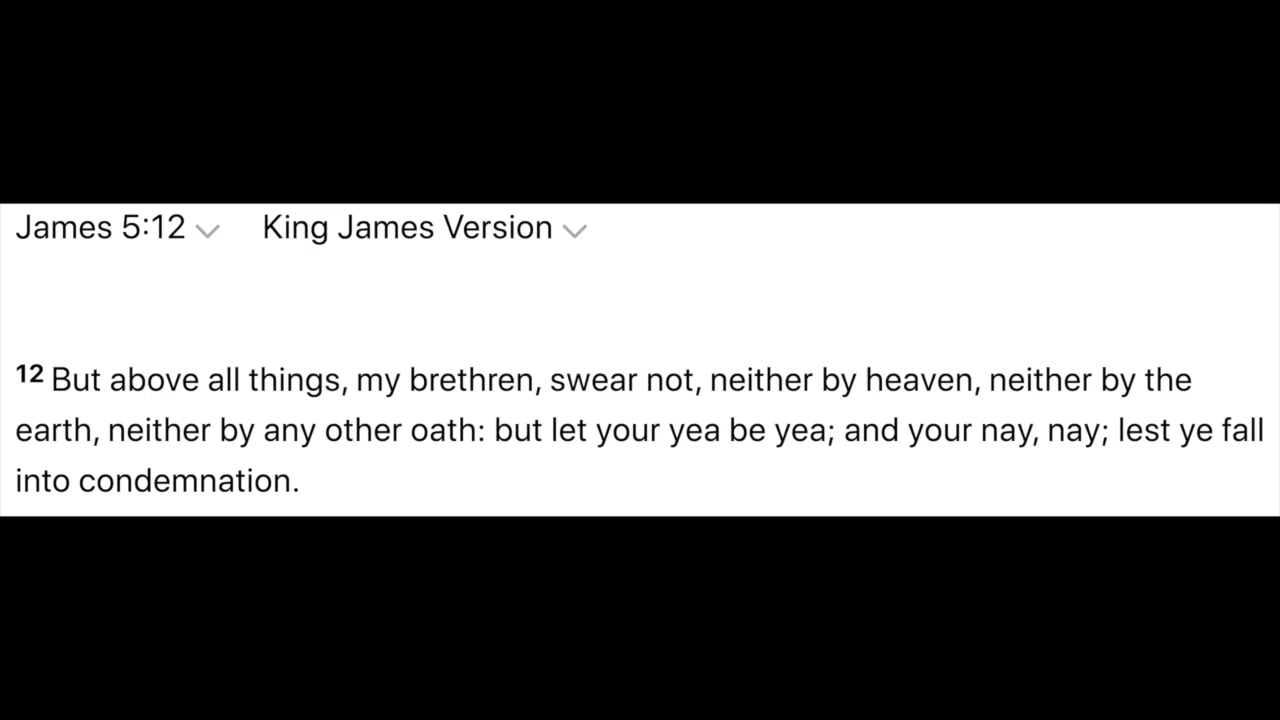 James 5:12 King James Version
12 But above all things, my brethren, swear not, neither by heaven, neither by the
earth, neither by any other oath: but let your yea be yea; and your nay, nay; lest ye fall
into condemnation.